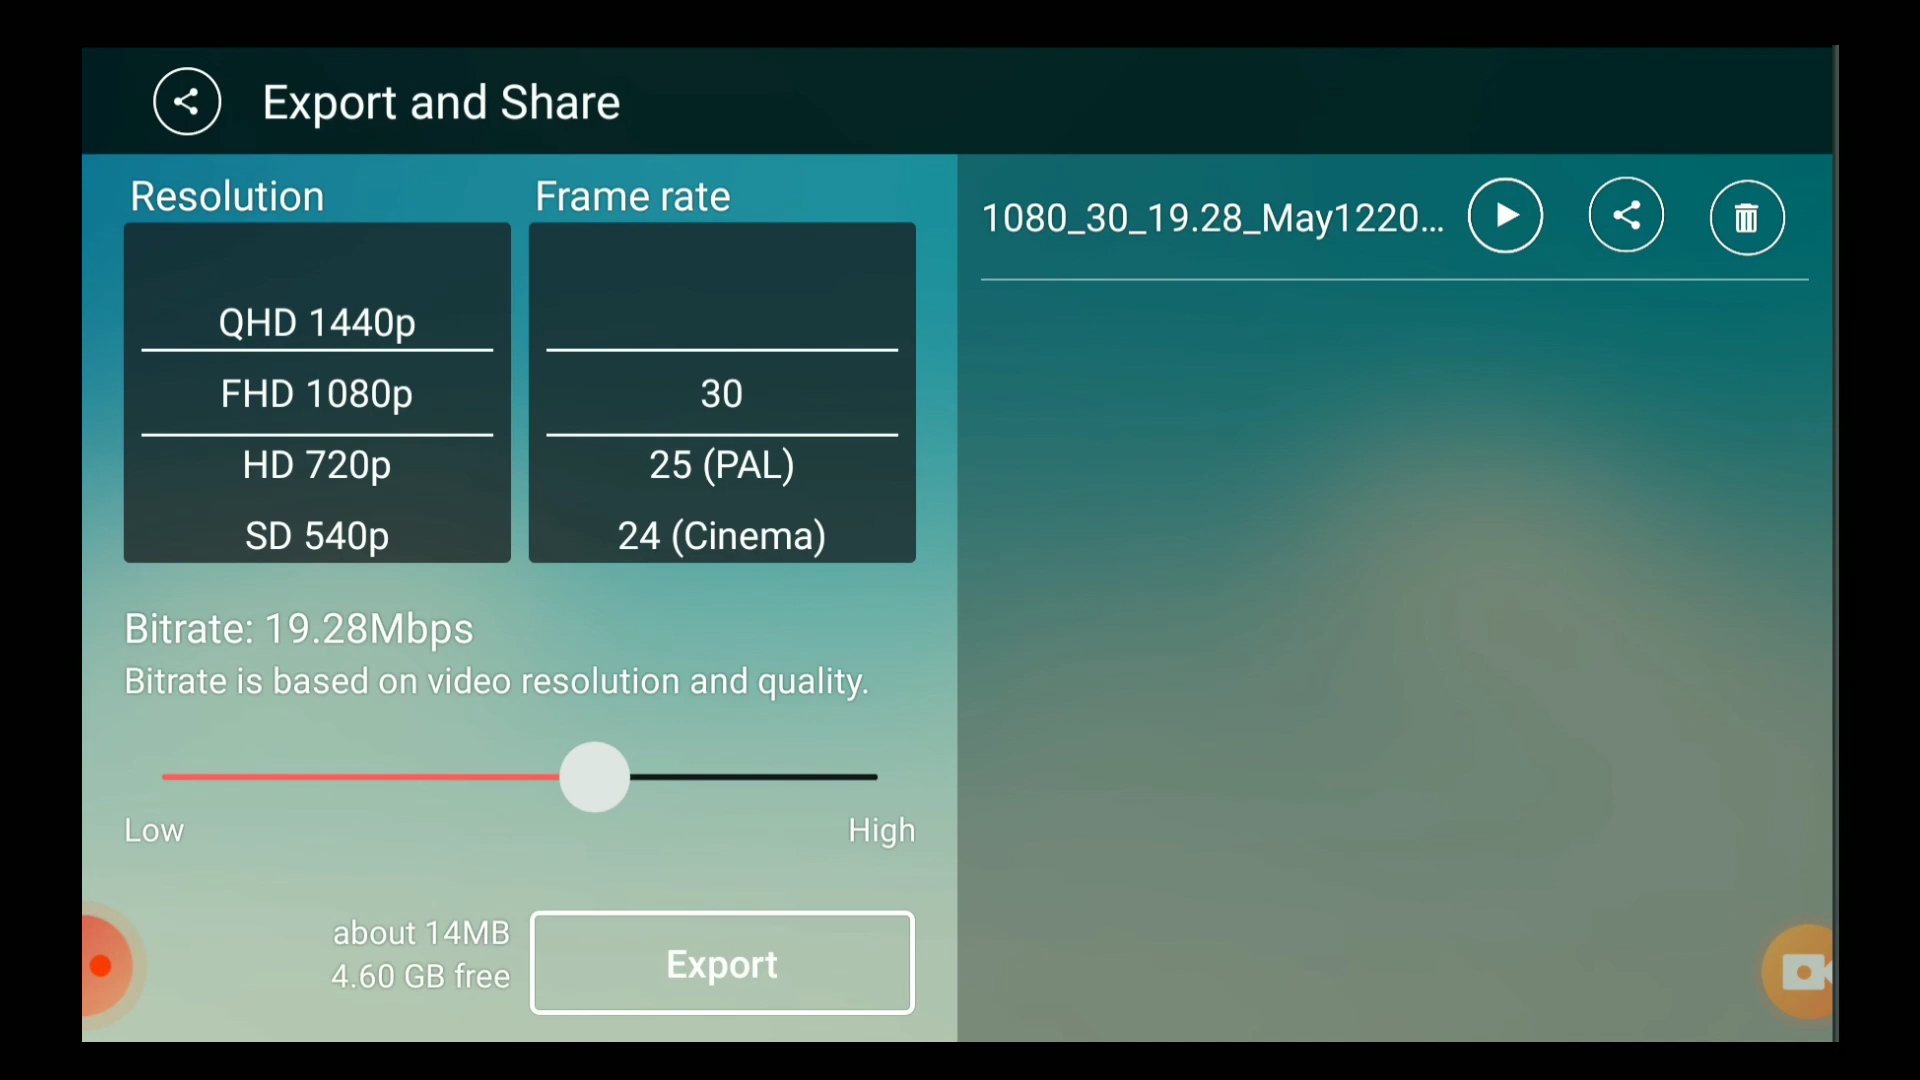 Export and Share
Resolution
QHD 1440p
FHD 1080p
HD 720p
SD 540p
Frame rate
30
25 (PAL)
24 (Cinema)
Bitrate: 19.28Mbps
Bitrate is based on video resolution and quality.
Low
High
about 14MB
4.60 GB free
Export
1080_30_19.28_May1220...